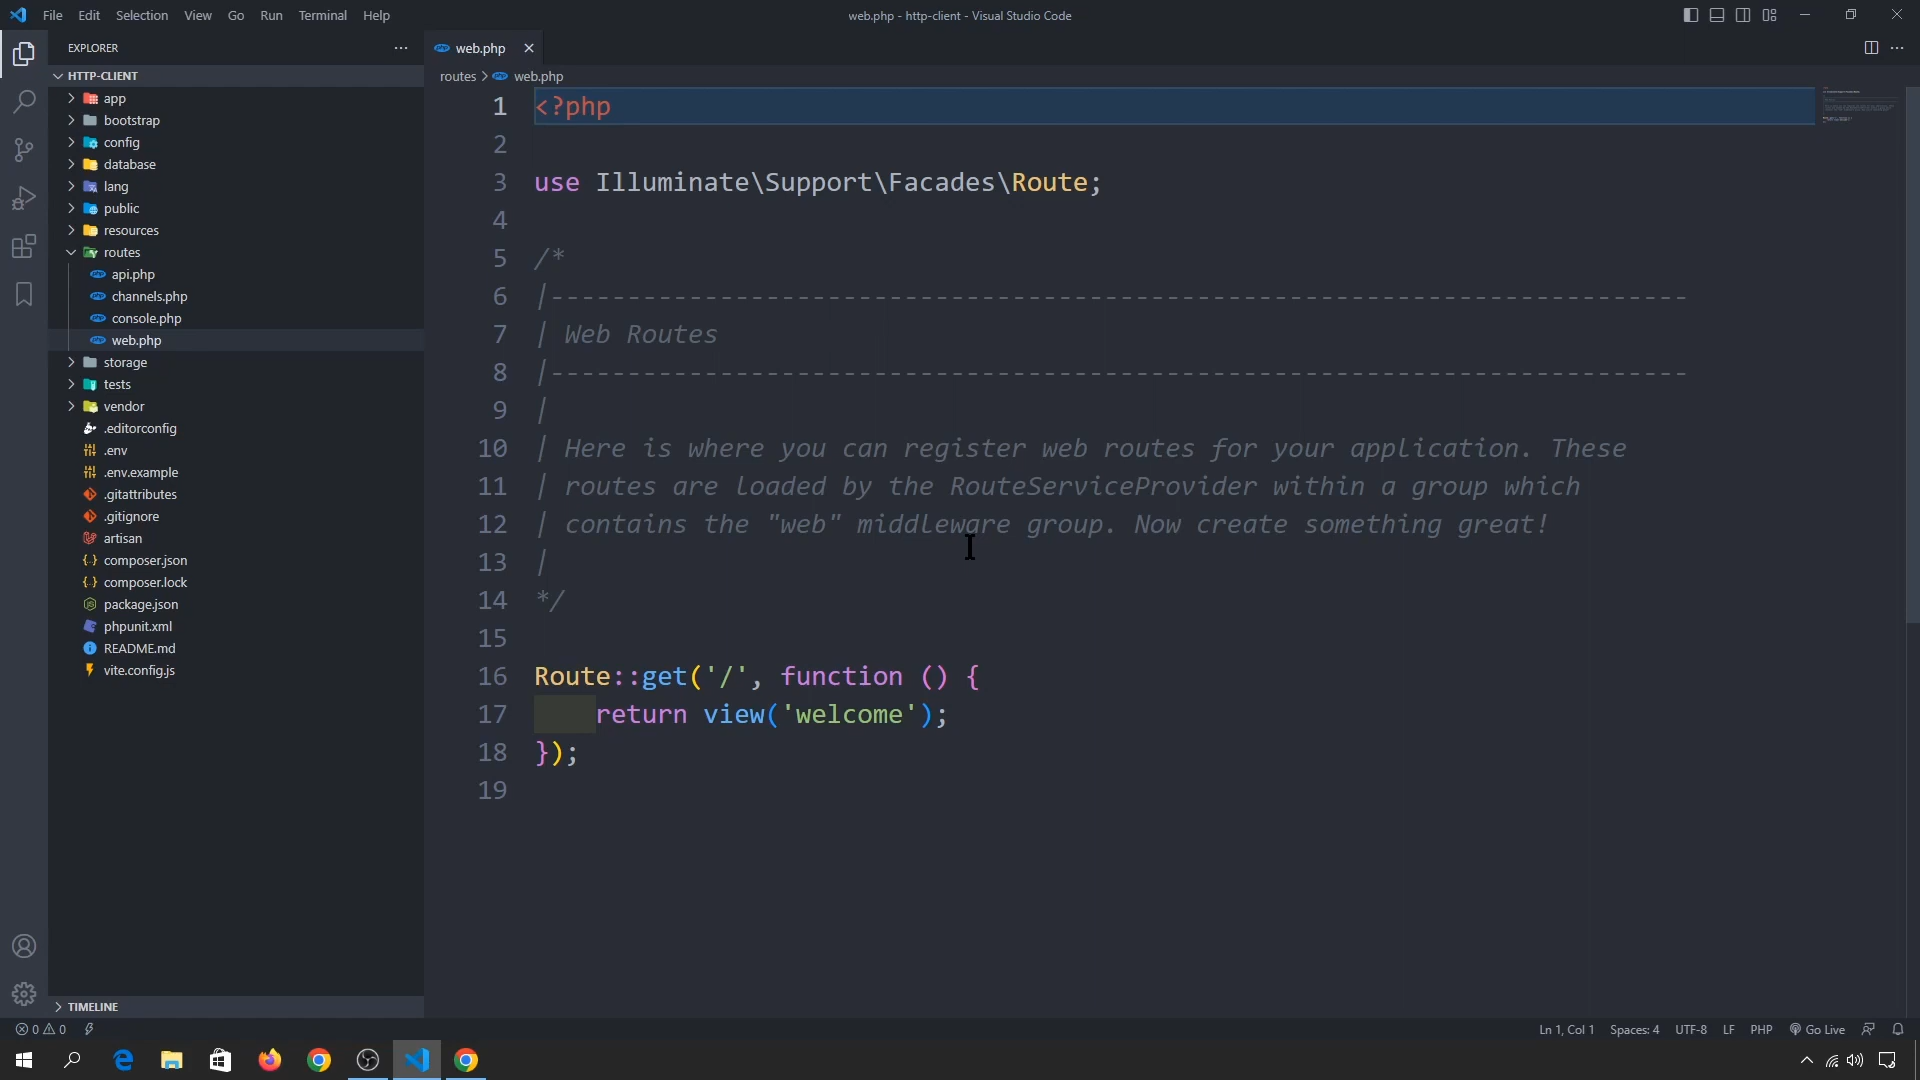 File Edit Selection View Go Run Terminal Help
web.php - http-client - Visual Studio Code
EXPLORER
HTTP-CLIENT
app
bootstrap
config
database
lang
public
resources
routes
api.php
channels.php
console.php
web.php
storage
tests
vendor
.editorconfig
.env
.env.example
.gitattributes
.gitignore
artisan
composer.json
composer.lock
package.json
phpunit.xml
README.md
vite.config.js
TIMELINE
web.php
routes > web.php
1 <?php
2
3 use Illuminate\Support\Facades\Route;
4
5 /*
6 |--------------------------------------------------------------------------
7 | Web Routes
8 |--------------------------------------------------------------------------
9 |
10 | Here is where you can register web routes for your application. These
11 | routes are loaded by the RouteServiceProvider within a group which
12 | contains the "web" middleware group. Now create something great!
13 |
14 */
15
16 Route::get('/', function () {
17     return view('welcome');
18 });
19
0 0
Ln 1, Col 1 Spaces: 4 UTF-8 LF PHP Go Live